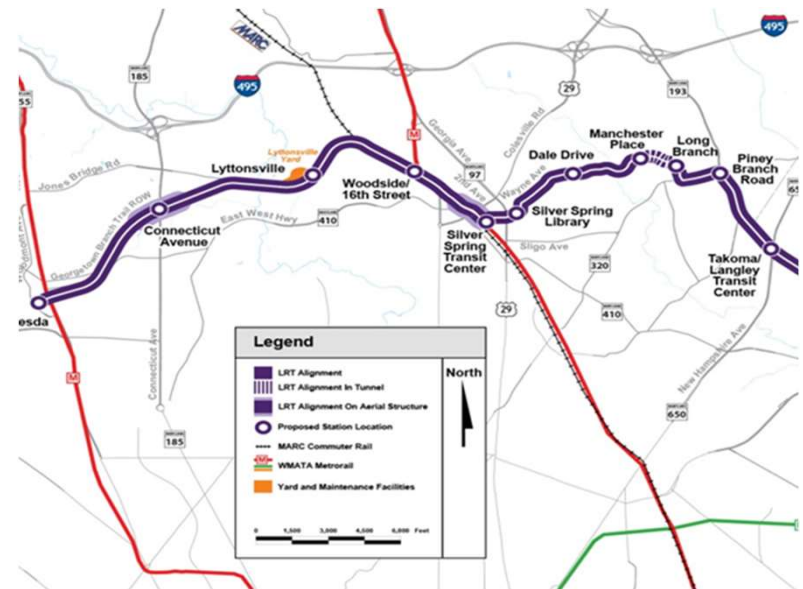 MARC
495
185
495
29
193
55
M
Georgia Ave
97
Colesville Rd
Manchester
Place
Long
Branch
Dale Drive
Piney
Branch
Road
Lyttonsville
Yard
Lyttonsville
Jones Bridge Rd
Woodside/
16th Street
2nd Ave
Wayne Ave
65
Georgetown Branch Trail ROW
East West Hwy
410
Connecticut
Avenue
Silver Spring
Library
Silver
Spring
Transit
Center
Sligo Ave
320
Takoma/
Langley
Transit
Center
esda
29
410
Connecticut Ave
M
New Hampshire Ave
650
185
Legend
LRT Alignment
LRT Alignment In Tunnel
LRT Alignment On Aerial Structure
Proposed Station Location
MARC Commuter Rail
M
WMATA Metrorail
Yard and Maintenance Facilities
0 1,500 3,000 4,500 6,000 Feet
North